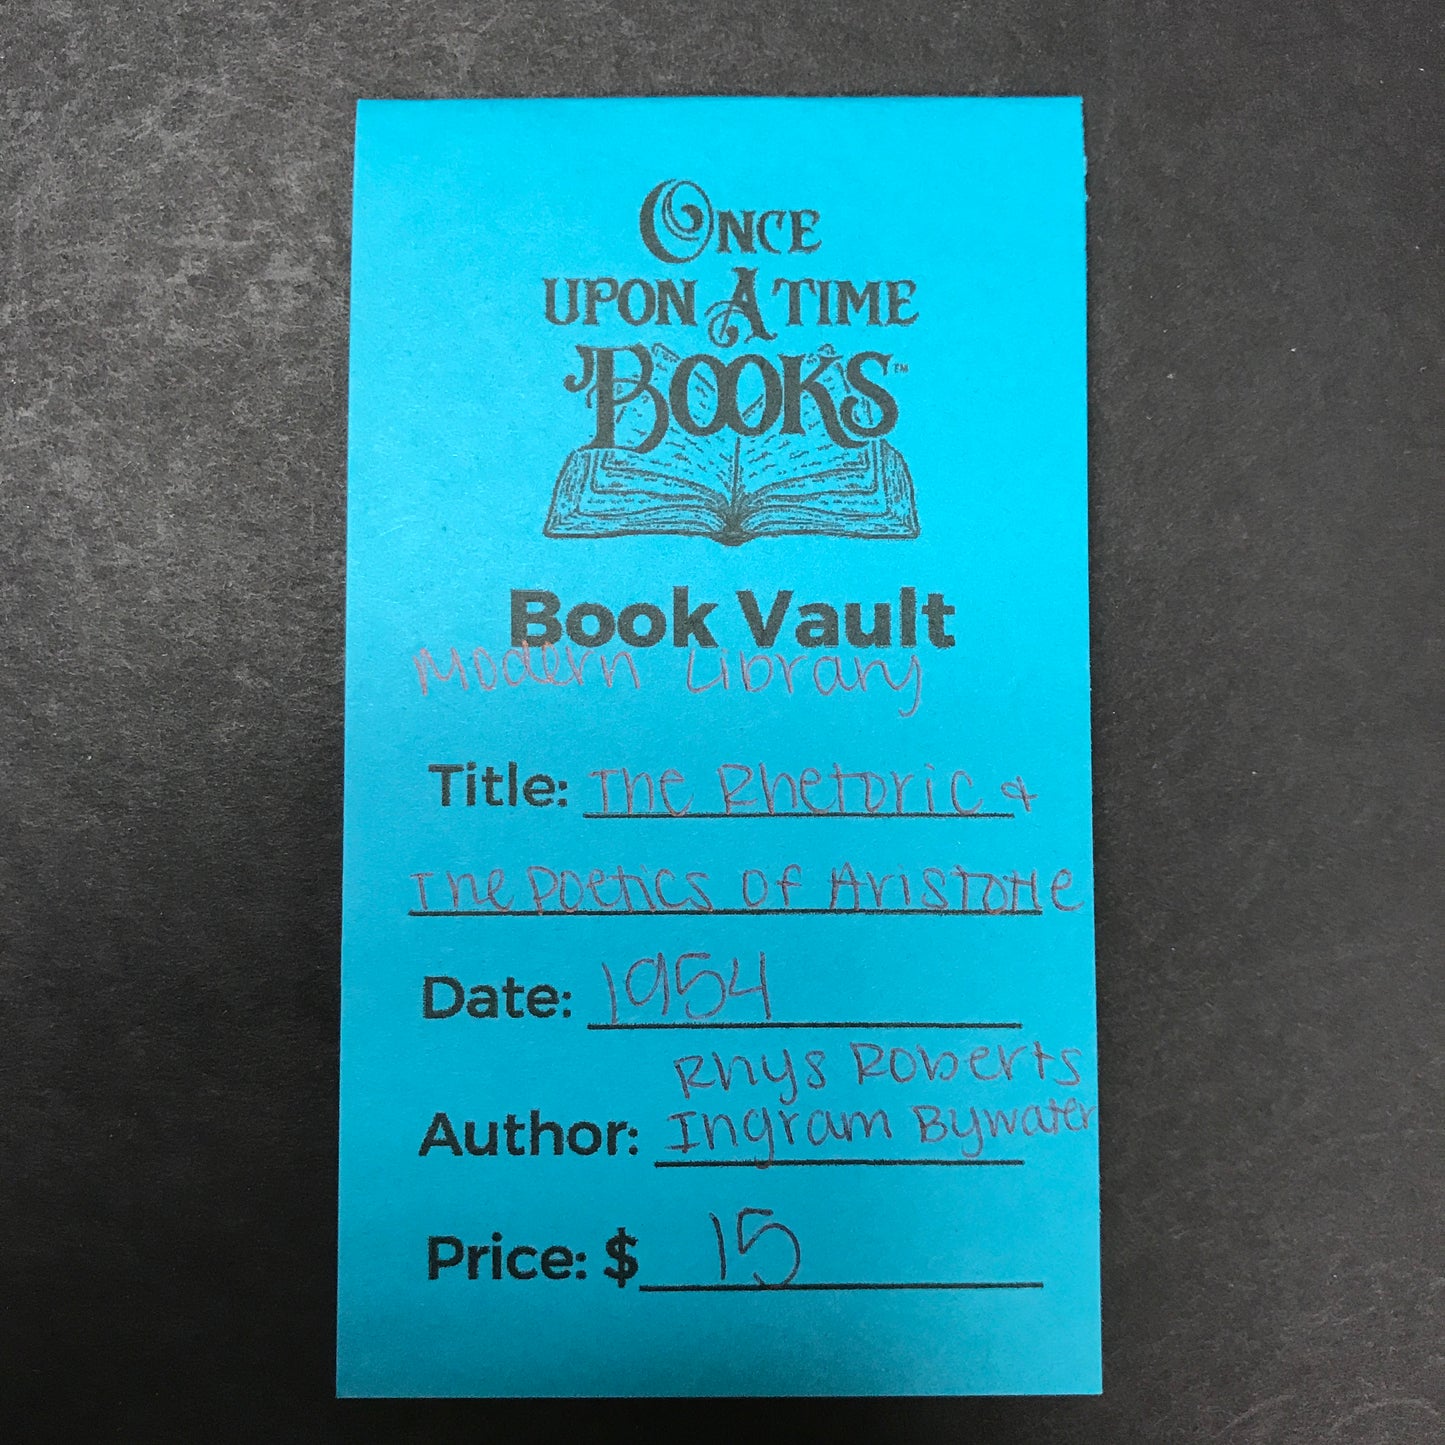 ONCE
UPON A TIME
BOOKS™
Book Vault
Modern Library
Title: The Rhetoric &
The Poetics of Aristotle
Date: 1954
Rhys Roberts
Author: Ingram Bywater
Price: $ 15